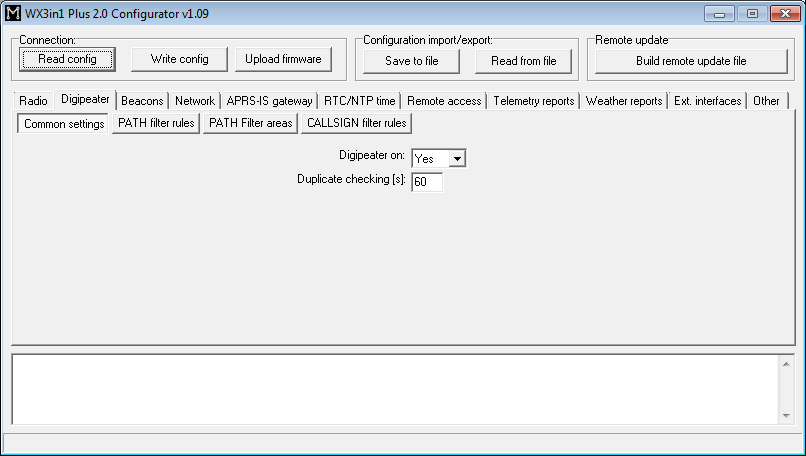 WX3in1 Plus 2.0 Configurator v1.09
Connection: Configuration import/export: Remote update
Read config Write config Upload firmware Save to file Read from file Build remote update file
Radio Digipeater Beacons Network APRS-IS gateway RTC/NTP time Remote access Telemetry reports Weather reports Ext. interfaces Other
Common settings PATH filter rules PATH Filter areas CALLSIGN filter rules
Digipeater on: Yes
Duplicate checking [s]: 60